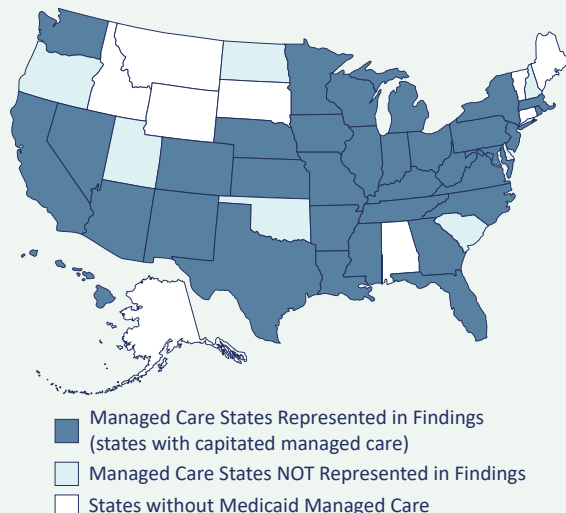 Managed Care States Represented in Findings
(states with capitated managed care)
Managed Care States NOT Represented in Findings
States without Medicaid Managed Care